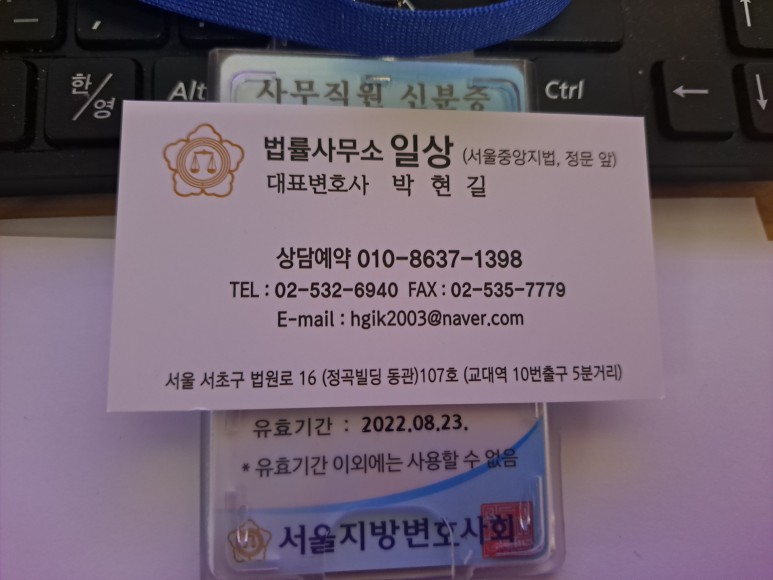 한/영
Alt
Ctrl
사무직원 신분증
법률사무소 일상 (서울중앙지법, 정문 앞)
대표변호사 박 현 길
상담예약 010-8637-1398
TEL : 02-532-6940 FAX : 02-535-7779
E-mail : hgik2003@naver.com
서울 서초구 법원로 16 (정곡빌딩 동관)107호 (교대역 10번출구 5분거리)
유효기간 : 2022.08.23.
* 유효기간 이외에는 사용할 수 없음
서울지방변호사회